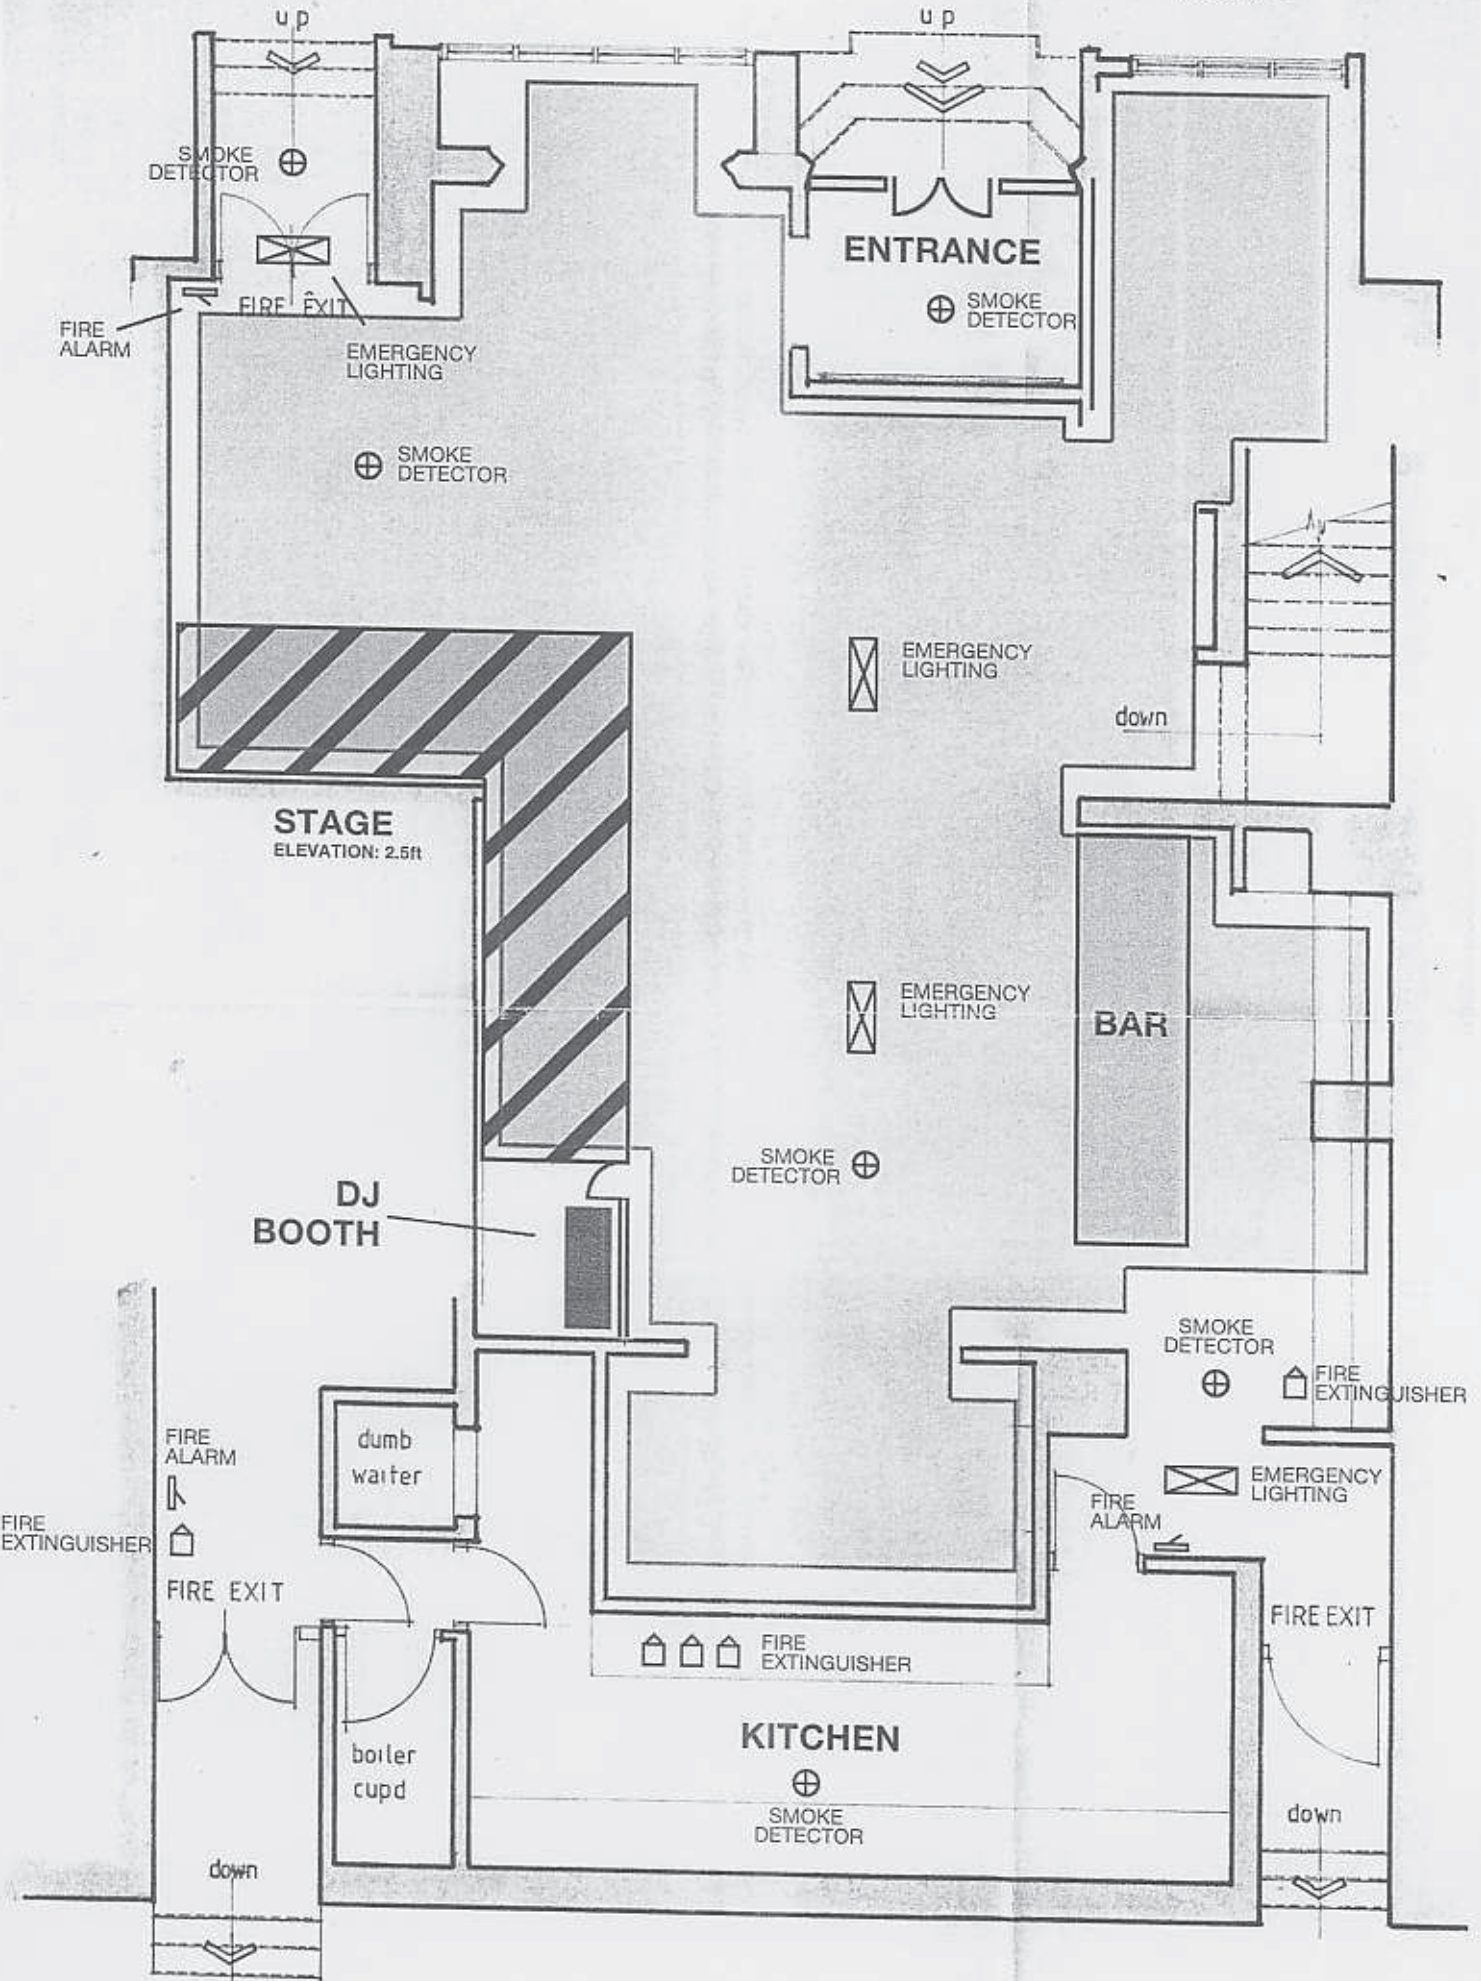 up
up
SMOKE
DETECTOR
ENTRANCE
SMOKE
DETECTOR
FIRE EXIT
FIRE
ALARM
EMERGENCY
LIGHTING
SMOKE
DETECTOR
EMERGENCY
LIGHTING
down
STAGE
ELEVATION: 2.5ft
EMERGENCY
LIGHTING
BAR
SMOKE
DETECTOR
DJ
BOOTH
SMOKE
DETECTOR
FIRE
EXTINGUISHER
FIRE
ALARM
dumb
waiter
EMERGENCY
LIGHTING
FIRE
ALARM
FIRE
EXTINGUISHER
FIRE EXIT
FIRE EXIT
FIRE
EXTINGUISHER
KITCHEN
boiler
cupd
SMOKE
DETECTOR
down
down